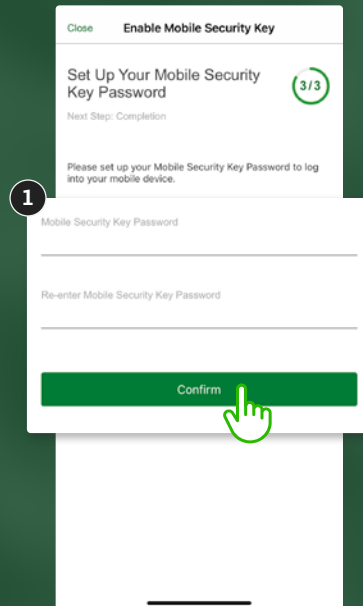 Close Enable Mobile Security Key
Set Up Your Mobile Security
Key Password
3/3
Next Step: Completion
Please set up your Mobile Security Key Password to log
into your mobile device.
1
Mobile Security Key Password
Re-enter Mobile Security Key Password
Confirm